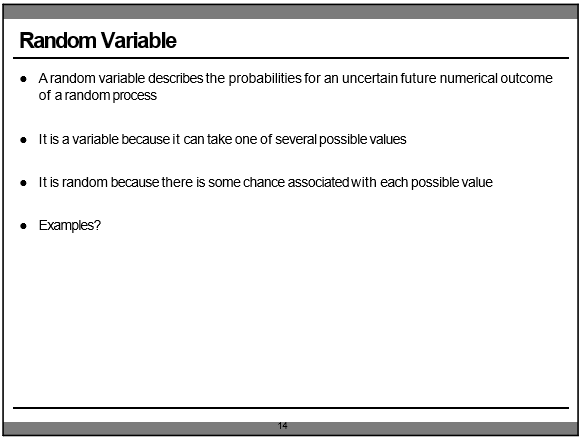 Random Variable
● A random variable describes the probabilities for an uncertain future numerical outcome
of a random process
● It is a variable because it can take one of several possible values
● It is random because there is some chance associated with each possible value
● Examples?
14